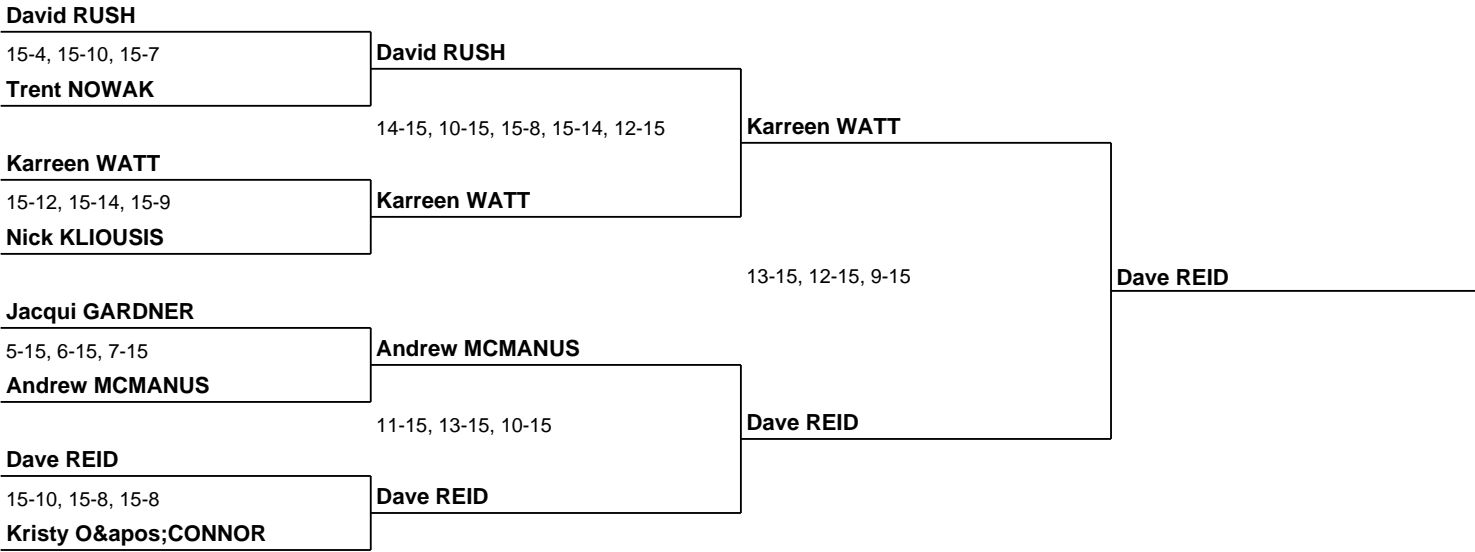 David RUSH
15-4, 15-10, 15-7
David RUSH
Trent NOWAK
14-15, 10-15, 15-8, 15-14, 12-15
Karreen WATT
Karreen WATT
15-12, 15-14, 15-9
Karreen WATT
Nick KLIOUSIS
13-15, 12-15, 9-15
Dave REID
Jacqui GARDNER
5-15, 6-15, 7-15
Andrew MCMANUS
Andrew MCMANUS
11-15, 13-15, 10-15
Dave REID
Dave REID
15-10, 15-8, 15-8
Dave REID
Kristy O&apos;CONNOR